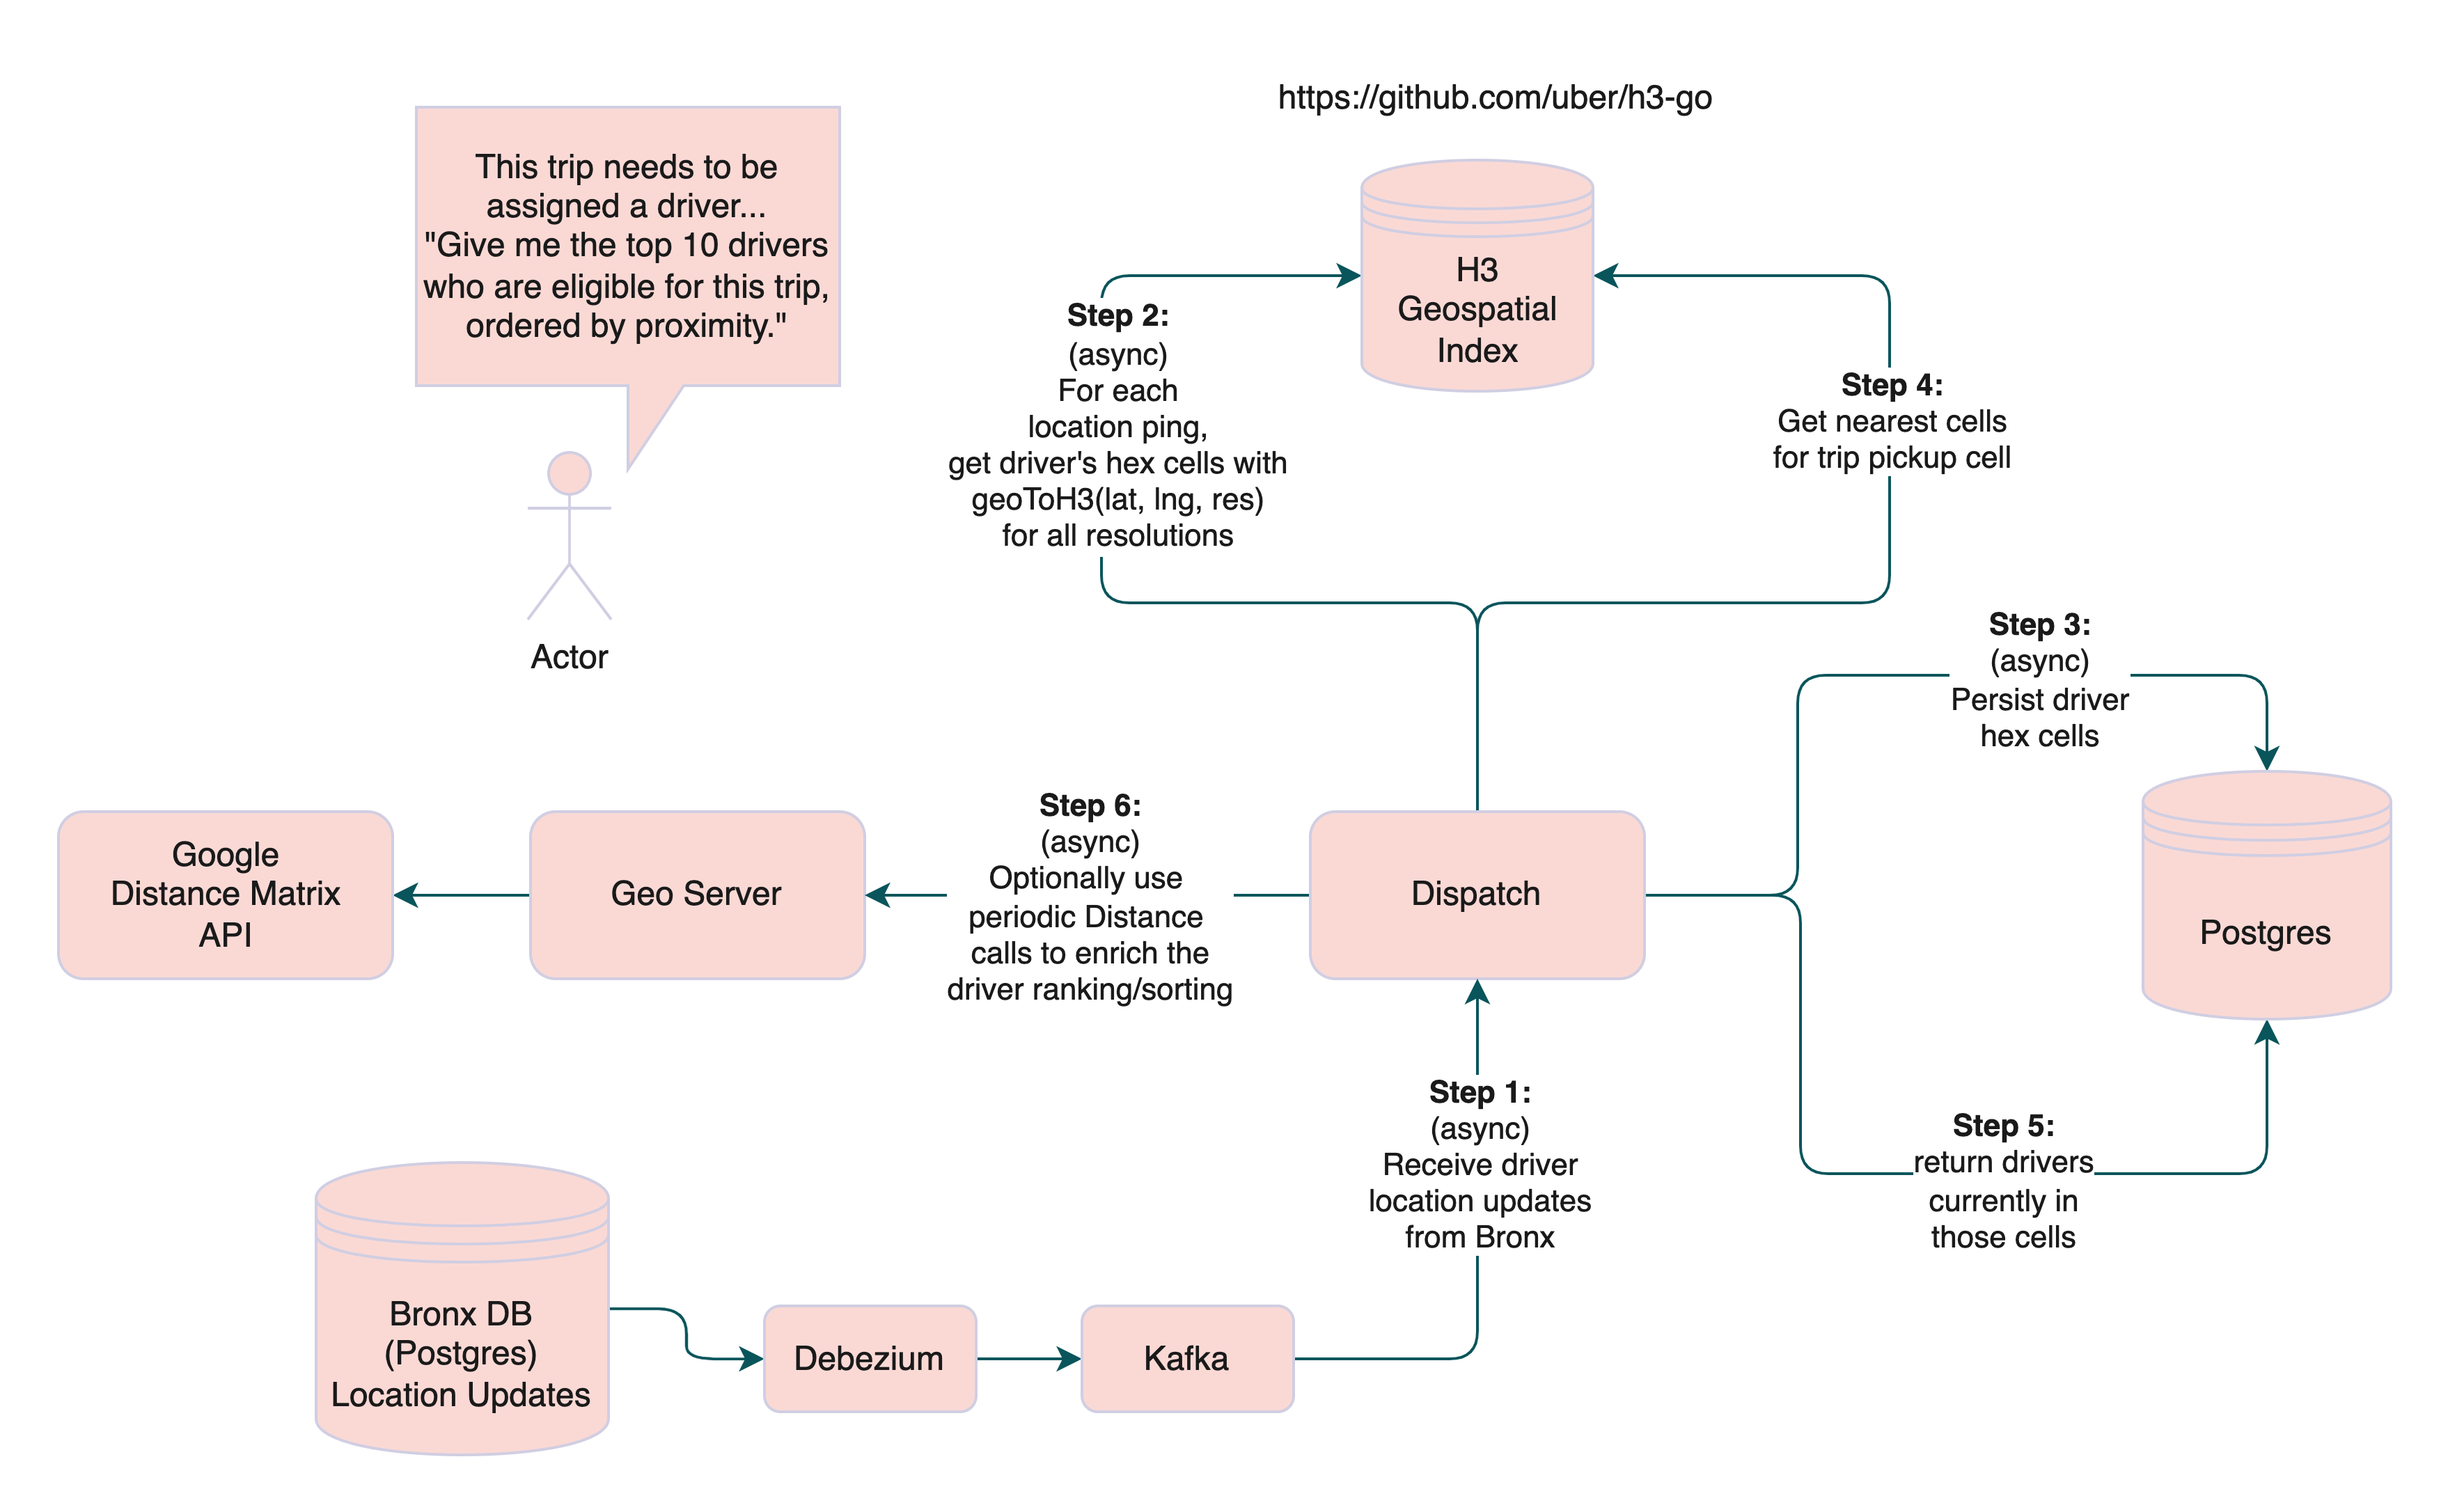 https://github.com/uber/h3-go
This trip needs to be
assigned a driver...
"Give me the top 10 drivers
who are eligible for this trip,
ordered by proximity."
Actor
H3
Geospatial
Index
Step 2:
(async)
For each
location ping,
get driver's hex cells with
geoToH3(lat, lng, res)
for all resolutions
Step 4:
Get nearest cells
for trip pickup cell
Step 3:
(async)
Persist driver
hex cells
Google
Distance Matrix
API
Geo Server
Step 6:
(async)
Optionally use
periodic Distance
calls to enrich the
driver ranking/sorting
Dispatch
Postgres
Step 1:
(async)
Receive driver
location updates
from Bronx
Step 5:
return drivers
currently in
those cells
Bronx DB
(Postgres)
Location Updates
Debezium
Kafka